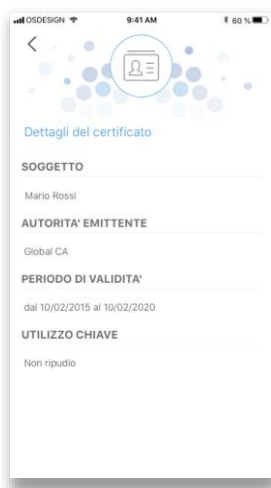 OSDESIGN 9:41 AM 60 %
Dettagli del certificato
SOGGETTO
Mario Rossi
AUTORITA' EMITTENTE
Global CA
PERIODO DI VALIDITA'
dal 10/02/2015 al 10/02/2020
UTILIZZO CHIAVE
Non ripudio